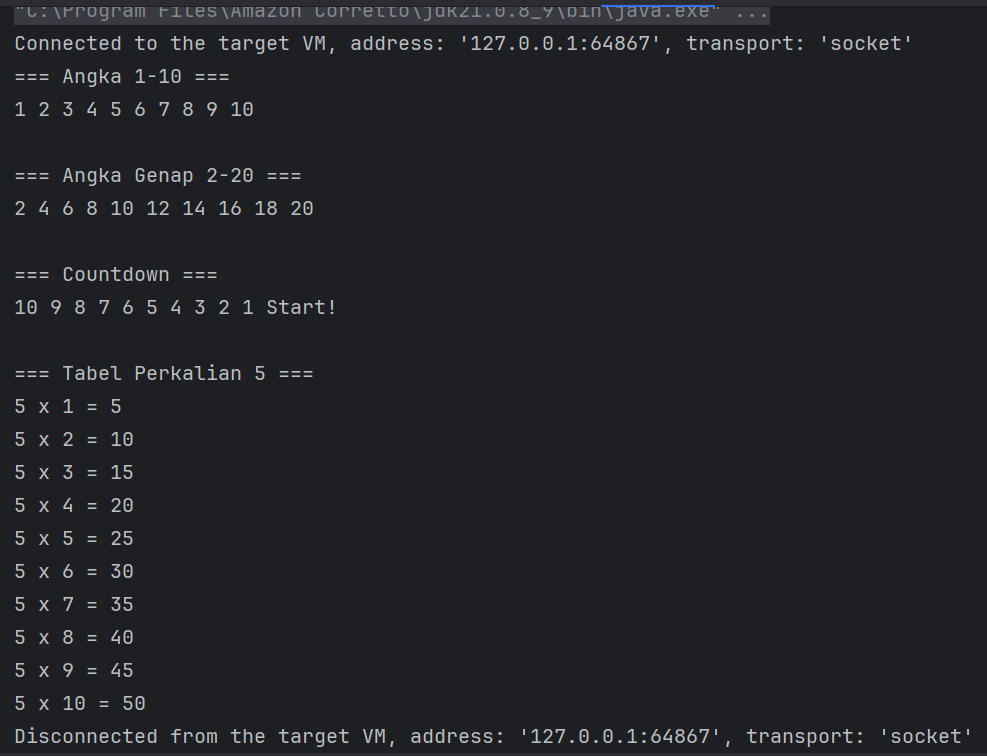 "C:\Program Files\Amazon Corretto\jdk21.0.8_9\bin\java.exe" ...
Connected to the target VM, address: '127.0.0.1:64867', transport: 'socket'
=== Angka 1-10 ===
1 2 3 4 5 6 7 8 9 10
=== Angka Genap 2-20 ===
2 4 6 8 10 12 14 16 18 20
=== Countdown ===
10 9 8 7 6 5 4 3 2 1 Start!
=== Tabel Perkalian 5 ===
5 x 1 = 5
5 x 2 = 10
5 x 3 = 15
5 x 4 = 20
5 x 5 = 25
5 x 6 = 30
5 x 7 = 35
5 x 8 = 40
5 x 9 = 45
5 x 10 = 50
Disconnected from the target VM, address: '127.0.0.1:64867', transport: 'socket'